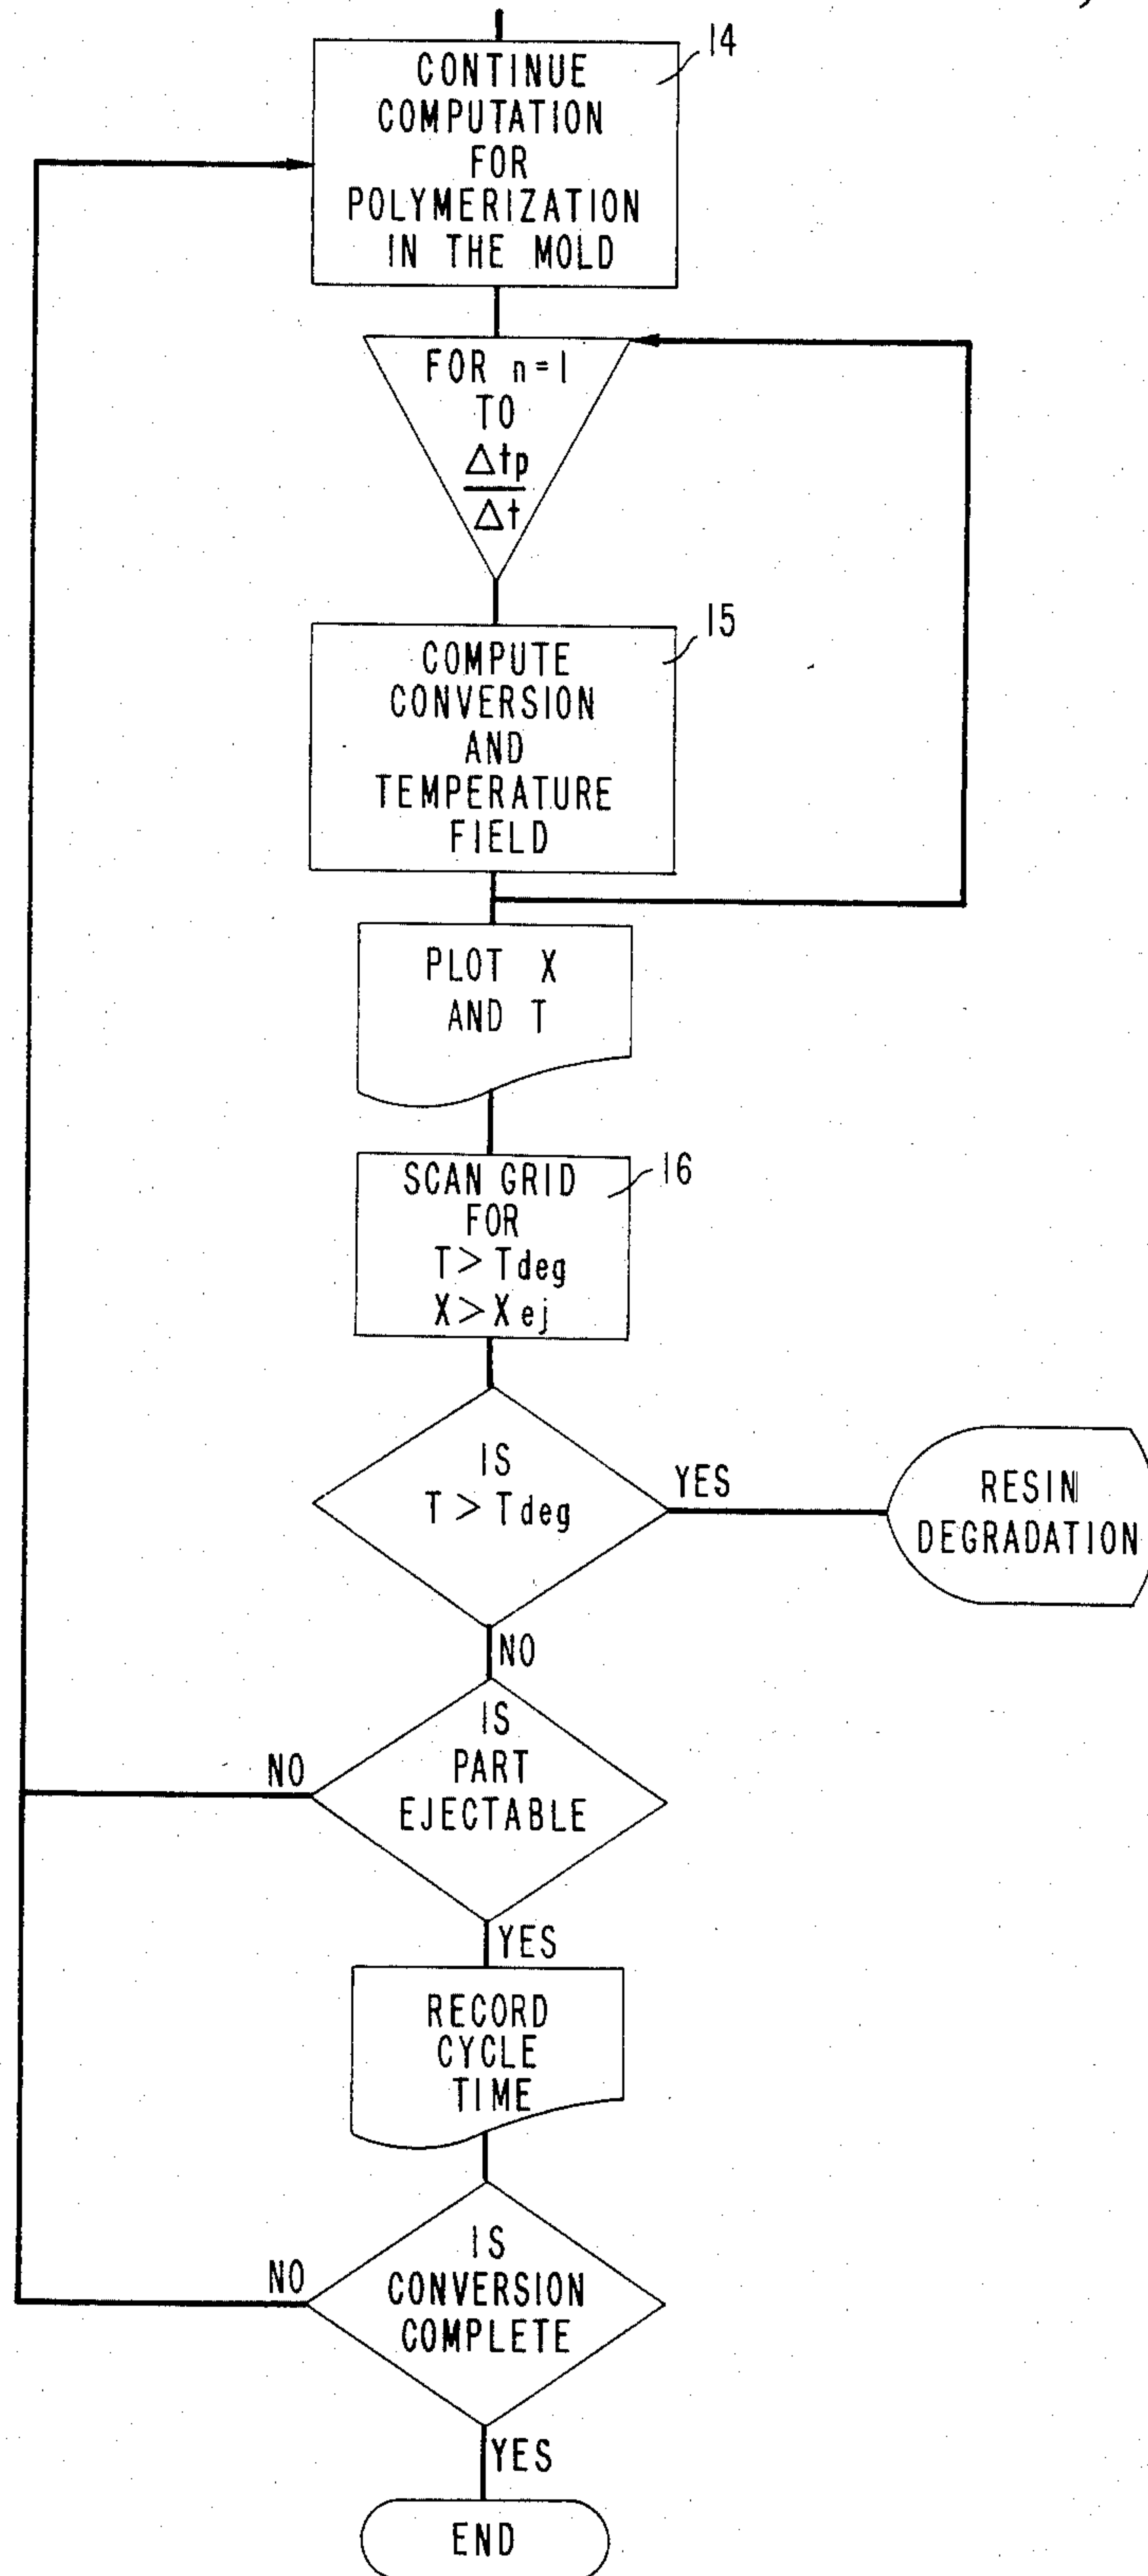 14
CONTINUE
COMPUTATION
FOR
POLYMERIZATION
IN THE MOLD
FOR n=1
TO
Δtp
Δt
15
COMPUTE
CONVERSION
AND
TEMPERATURE
FIELD
PLOT X
AND T
16
SCAN GRID
FOR
T > Tdeg
X > Xej
IS
T > Tdeg
YES
RESIN
DEGRADATION
NO
IS
PART
EJECTABLE
NO
YES
RECORD
CYCLE
TIME
IS
CONVERSION
COMPLETE
NO
YES
END